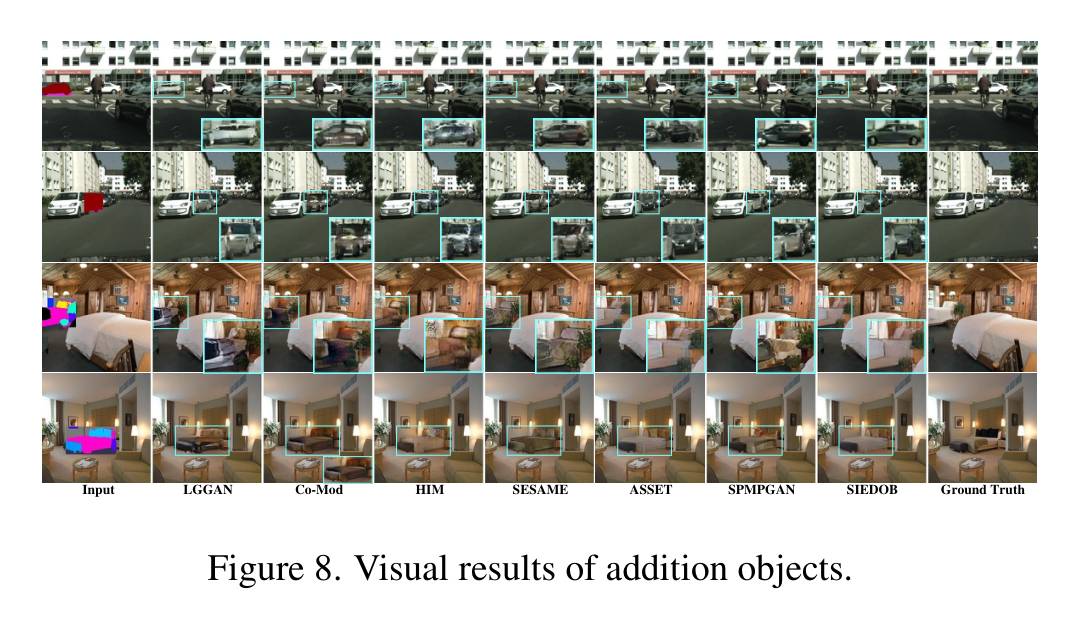 Input LGGAN Co-Mod HIM SESAME ASSET SPMPGAN SIEDOB Ground Truth
Figure 8. Visual results of addition objects.